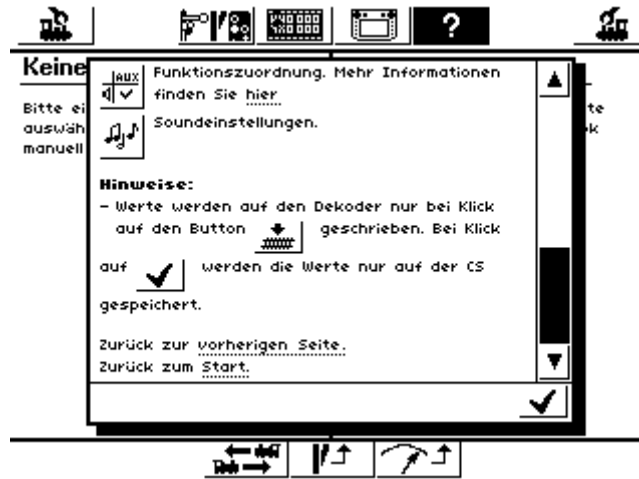 ?
Keine
Bitte ei
te
auswäh
k
manuell
AUX
Funktionszuordnung. Mehr Informationen
finden Sie hier
Soundeinstellungen.
Hinweise:
- Werte werden auf den Dekoder nur bei Klick
auf den Button geschrieben. Bei Klick
auf werden die Werte nur auf der CS
gespeichert.
Zurück zur vorherigen Seite.
Zurück zum Start.